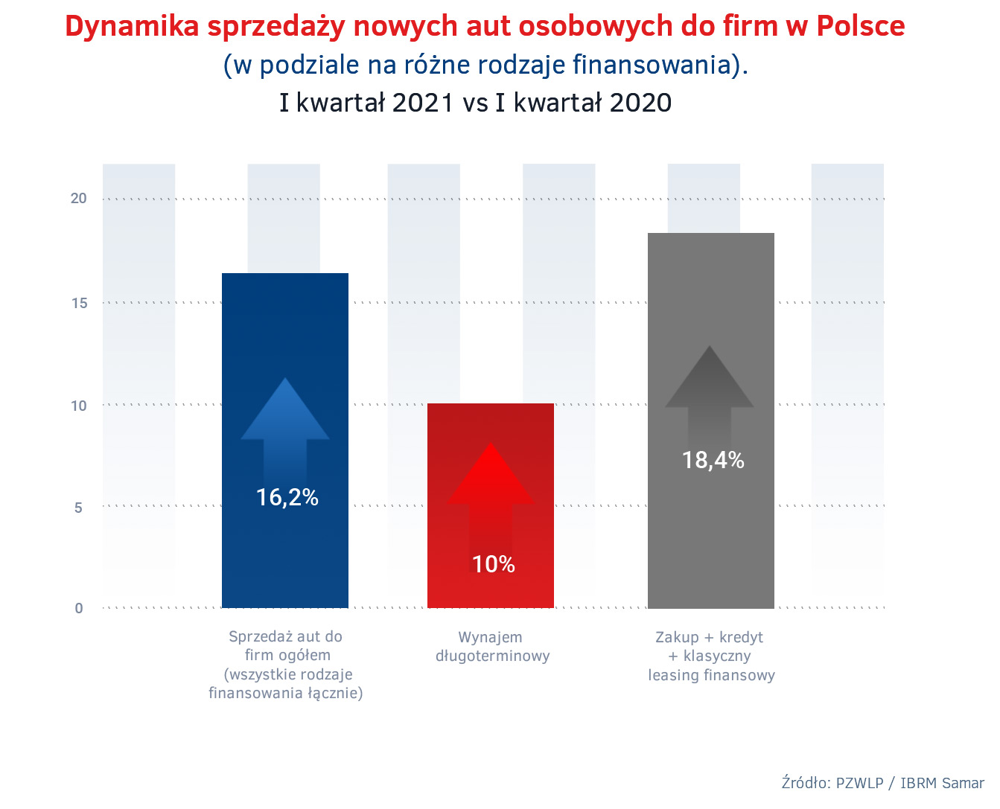 Dynamika sprzedaży nowych aut osobowych do firm w Polsce
(w podziale na różne rodzaje finansowania).
I kwartał 2021 vs I kwartał 2020
20
15
10
5
0
16,2%
10%
18,4%
Sprzedaż aut do
firm ogółem
(wszystkie rodzaje
finansowania łącznie)
Wynajem
długoterminowy
Zakup + kredyt
+ klasyczny
leasing finansowy
Źródło: PZWLP / IBRM Samar